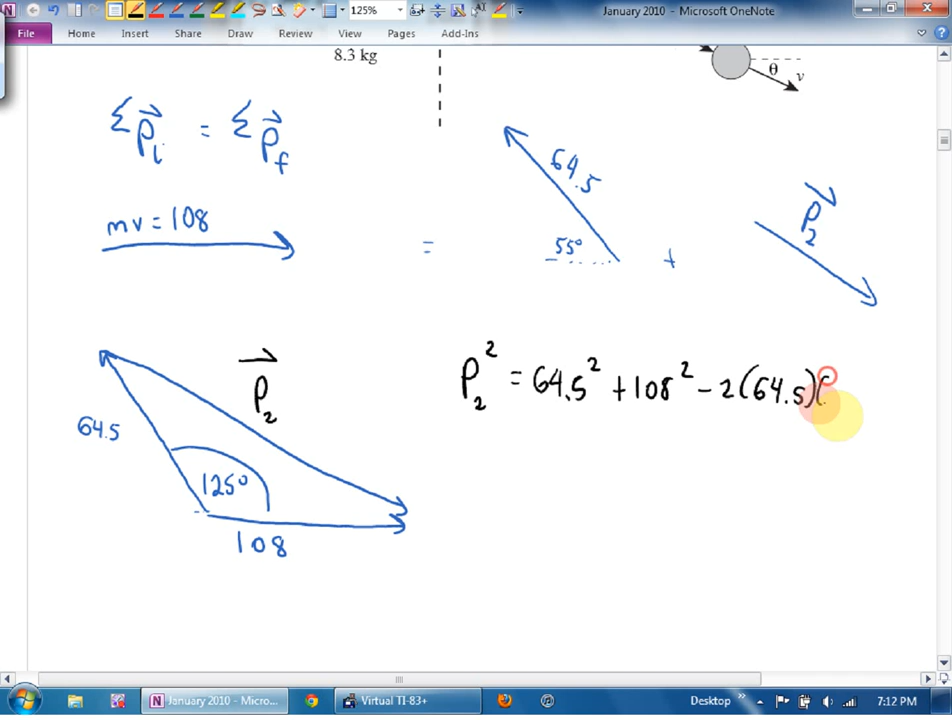 125%
January 2010 - Microsoft OneNote
File Home Insert Share Draw Review Pages View Add-Ins
8.3 kg
θ v
Σp⃗i = Σp⃗f
mv = 108
=
64.5
55°
+
p⃗2
64.5
125°
108
p⃗2
P2² = 64.5² + 108² - 2(64.5)(
January 2010 - Micro...
Virtual TI-83+
Desktop
7:12 PM